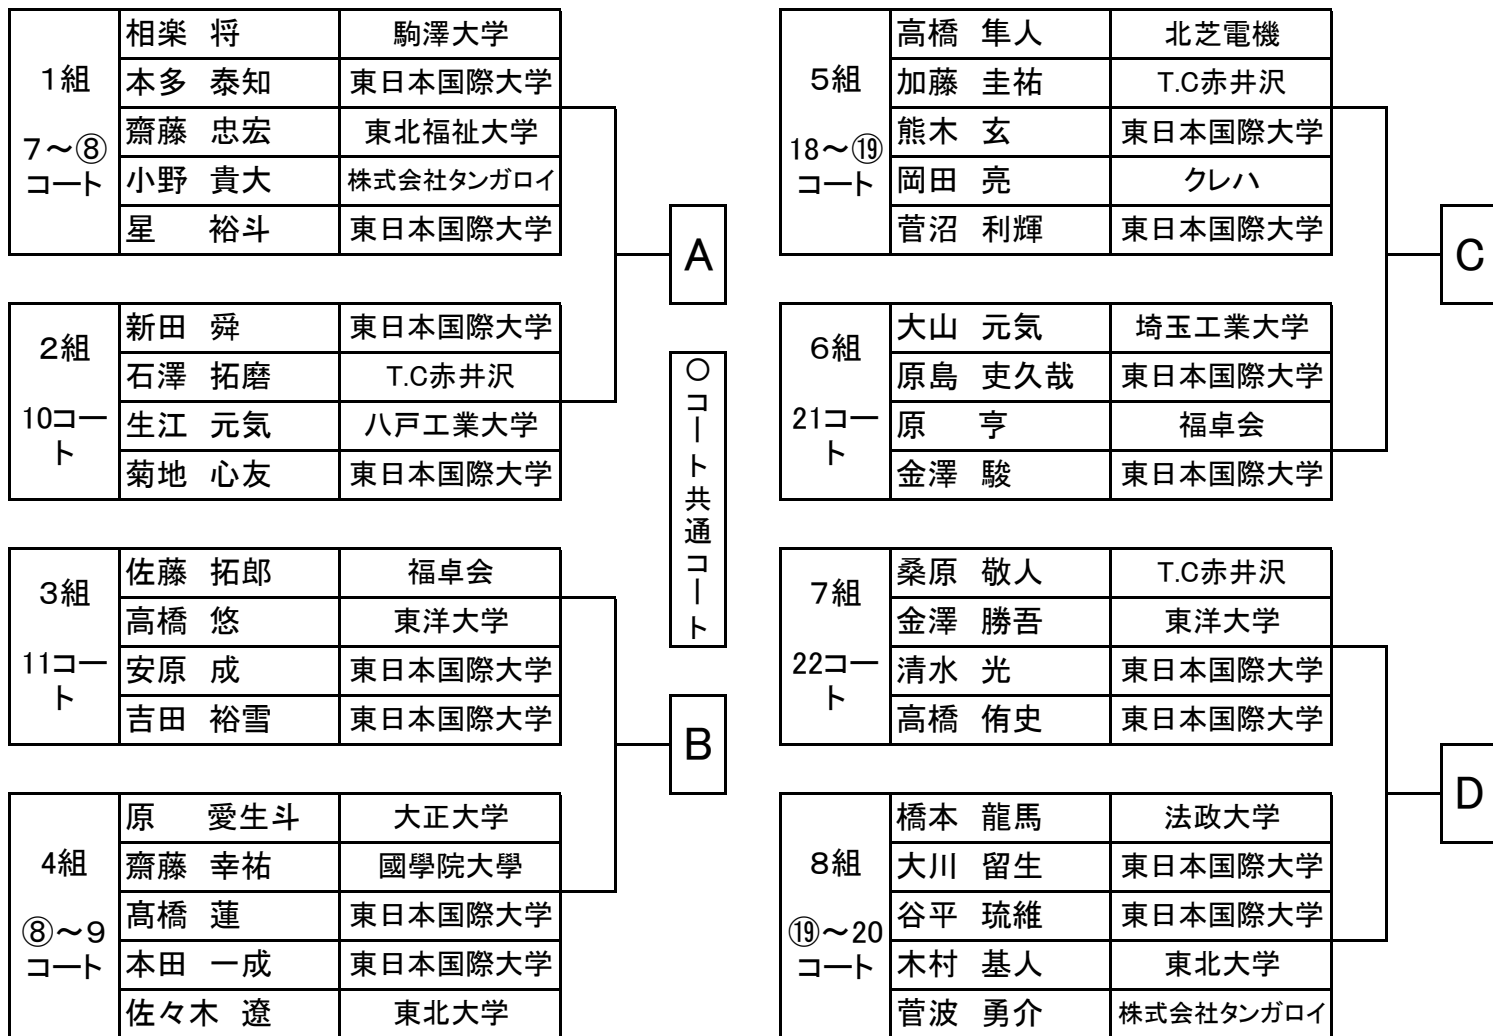 1組
7～⑧
コート
相楽 将 駒澤大学
本多 泰知 東日本国際大学
齋藤 忠宏 東北福祉大学
小野 貴大 株式会社タンガロイ
星 裕斗 東日本国際大学
2組
10コー
ト
新田 舜 東日本国際大学
石澤 拓磨 T.C赤井沢
生江 元気 八戸工業大学
菊地 心友 東日本国際大学
A
3組
11コー
ト
佐藤 拓郎 福卓会
高橋 悠 東洋大学
安原 成 東日本国際大学
吉田 裕雪 東日本国際大学
4組
⑧～9
コート
原 愛生斗 大正大学
齋藤 幸祐 國學院大學
髙橋 蓮 東日本国際大学
本田 一成 東日本国際大学
佐々木 遼 東北大学
B
○コート共通コート
5組
18～⑲
コート
高橋 隼人 北芝電機
加藤 圭祐 T.C赤井沢
熊木 玄 東日本国際大学
岡田 亮 クレハ
菅沼 利輝 東日本国際大学
6組
21コー
ト
大山 元気 埼玉工業大学
原島 吏久哉 東日本国際大学
原 亨 福卓会
金澤 駿 東日本国際大学
C
7組
22コー
ト
桑原 敬人 T.C赤井沢
金澤 勝吾 東洋大学
清水 光 東日本国際大学
高橋 侑史 東日本国際大学
8組
⑲～20
コート
橋本 龍馬 法政大学
大川 留生 東日本国際大学
谷平 琉維 東日本国際大学
木村 基人 東北大学
菅波 勇介 株式会社タンガロイ
D